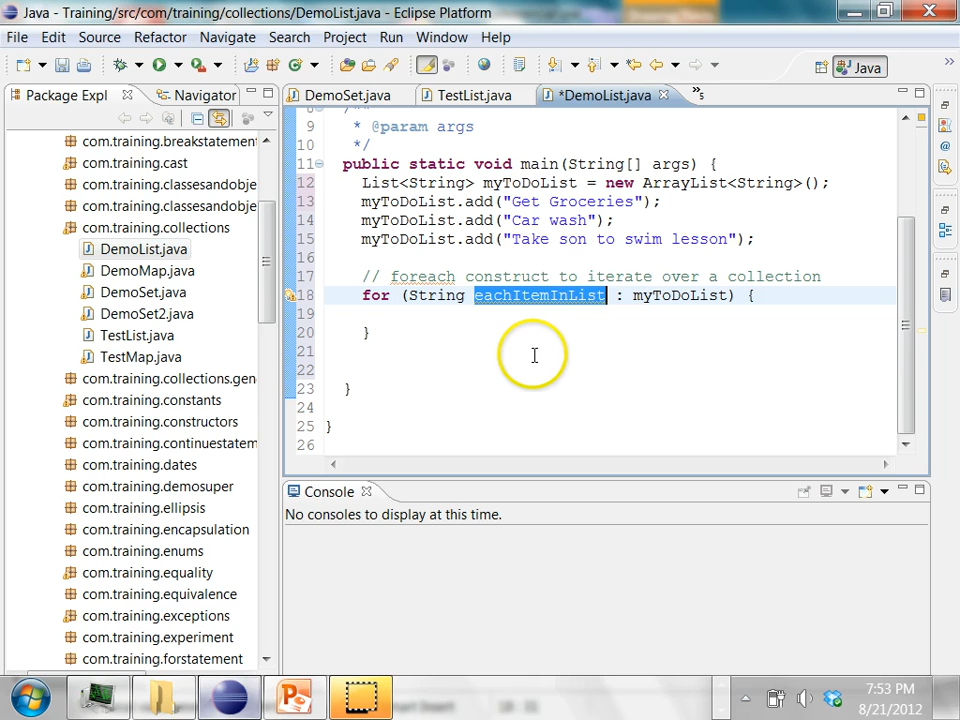 Java - Training/src/com/training/collections/DemoList.java - Eclipse Platform
File Edit Source Refactor Navigate Search Project Run Window Help
Java
Package Expl Navigator
DemoSet.java TestList.java *DemoList.java »5
com.training.breakstatement
com.training.cast
com.training.classesandobje
com.training.classesandobje
com.training.collections
DemoList.java
DemoMap.java
DemoSet.java
DemoSet2.java
TestList.java
TestMap.java
com.training.collections.gen
com.training.constants
com.training.constructors
com.training.continuestatem
com.training.dates
com.training.demosuper
com.training.ellipsis
com.training.encapsulation
com.training.enums
com.training.equality
com.training.equivalence
com.training.exceptions
com.training.experiment
com.training.forstatement
8 /**
9 * @param args
10 */
11 public static void main(String[] args) {
12 List<String> myToDoList = new ArrayList<String>();
13 myToDoList.add("Get Groceries");
14 myToDoList.add("Car wash");
15 myToDoList.add("Take son to swim lesson");
16
17 // foreach construct to iterate over a collection
18 for (String eachItemInList : myToDoList) {
19
20 }
21
22
23 }
24
25 }
26
Console
No consoles to display at this time.
7:53 PM
8/21/2012